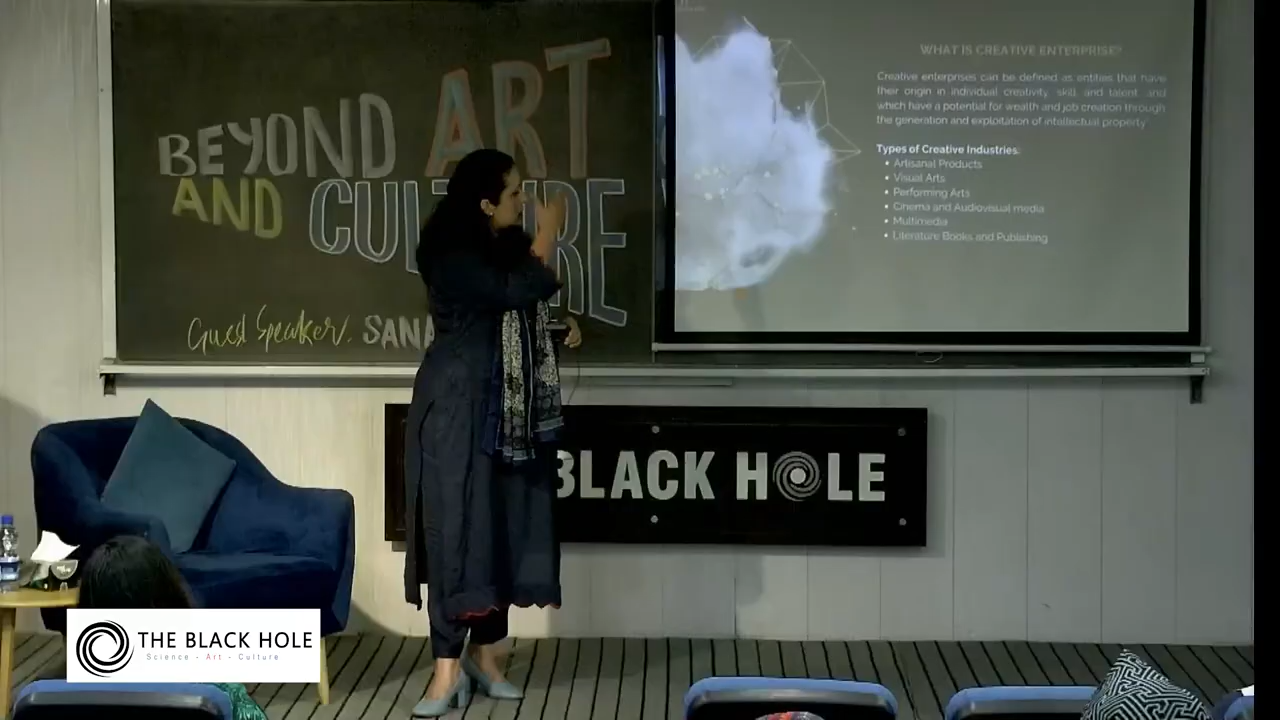 BEYOND ART
AND CULTURE
Guest Speaker. SANA
WHAT IS CREATIVE ENTERPRISE?
Creative enterprises can be defined as entities that have
their origin in individual creativity, skill and talent, and
which have a potential for wealth and job creation through
the generation and exploitation of intellectual property
Types of Creative Industries:
• Artisanal Products
• Visual Arts
• Performing Arts
• Cinema and Audiovisual media
• Multimedia
• Literature Books and Publishing
BLACK HOLE
THE BLACK HOLE
Science - Art - Culture